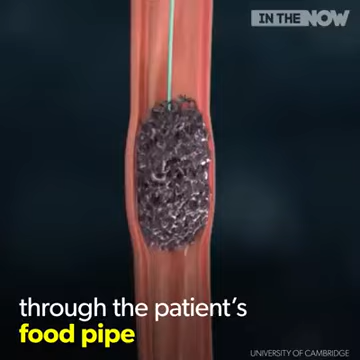 IN THE NOW
through the patient's
food pipe
UNIVERSITY OF CAMBRIDGE